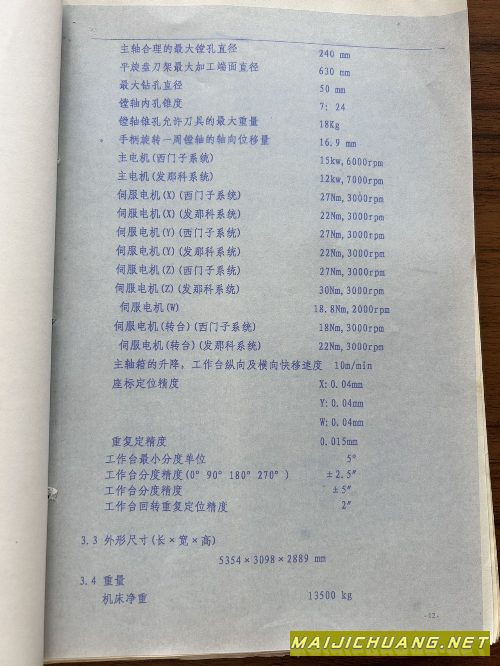 主轴合理的最大镗孔直径 240 mm
平旋盘刀架最大加工端面直径 630 mm
最大钻孔直径 50 mm
镗轴内孔锥度 7: 24
镗轴锥孔允许刀具的最大重量 18Kg
手柄旋转一周镗轴的轴向位移量 16.9 mm
主电机(西门子系统) 15kw,6000rpm
主电机(发那科系统) 12kw,7000rpm
伺服电机(X)(西门子系统) 27Nm,3000rpm
伺服电机(X)(发那科系统) 22Nm,3000rpm
伺服电机(Y)(西门子系统) 27Nm,3000rpm
伺服电机(Y)(发那科系统) 22Nm,3000rpm
伺服电机(Z)(西门子系统) 27Nm,3000rpm
伺服电机(Z)(发那科系统) 30Nm,3000rpm
伺服电机(W) 18.8Nm,2000rpm
伺服电机(转台)(西门子系统) 18Nm,3000rpm
伺服电机(转台)(发那科系统) 22Nm,3000rpm
主轴箱的升降,工作台纵向及横向快移速度 10m/min
座标定位精度 X:0.04mm
Y:0.04mm
W:0.04mm
重复定精度 0.015mm
工作台最小分度单位 5°
工作台分度精度(0° 90° 180° 270°) ±2.5″
工作台分度精度 ±5″
工作台回转重复定位精度 2″
3.3 外形尺寸(长×宽×高)
5354×3098×2889 mm
3.4 重量
机床净重 13500 kg
-12-
MAIJICHUANG.NET